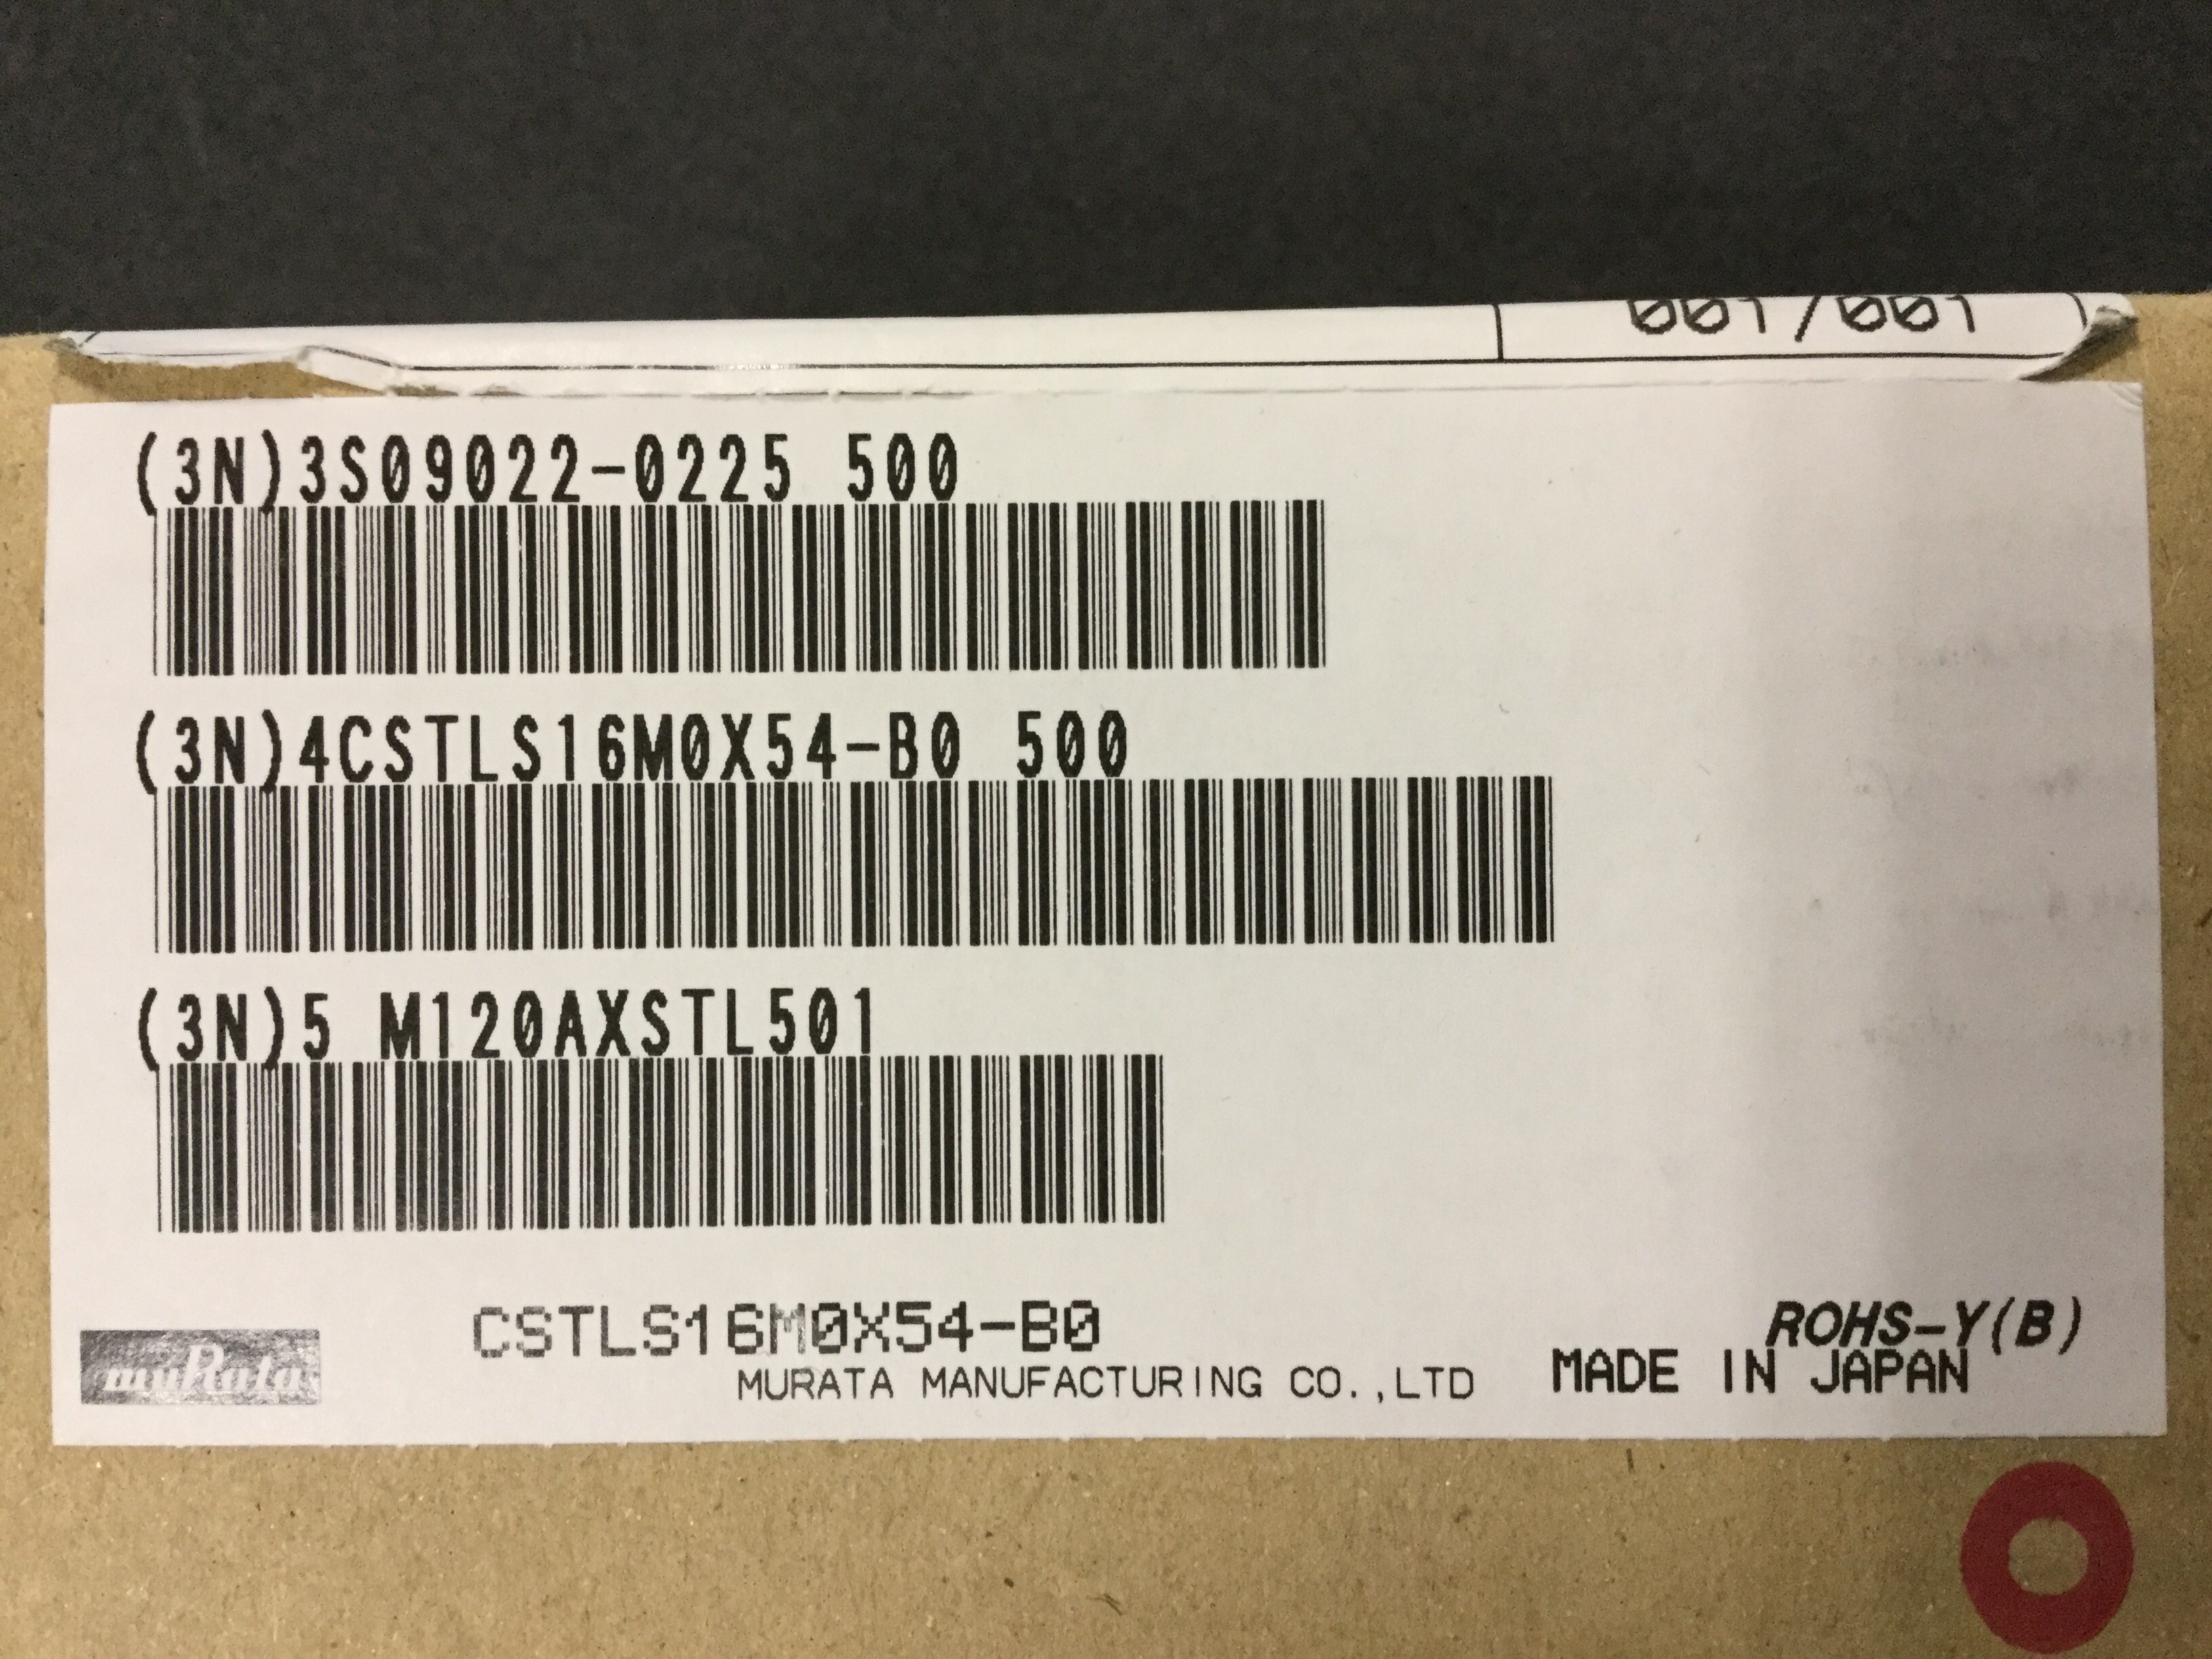 001/001
(3N)3S09022-0225 500
(3N)4CSTLS16M0X54-B0 500
(3N)5 M120AXSTL501
CSTLS16M0X54-B0
ROHS-Y(B)
muRata
MURATA MANUFACTURING CO.,LTD
MADE IN JAPAN